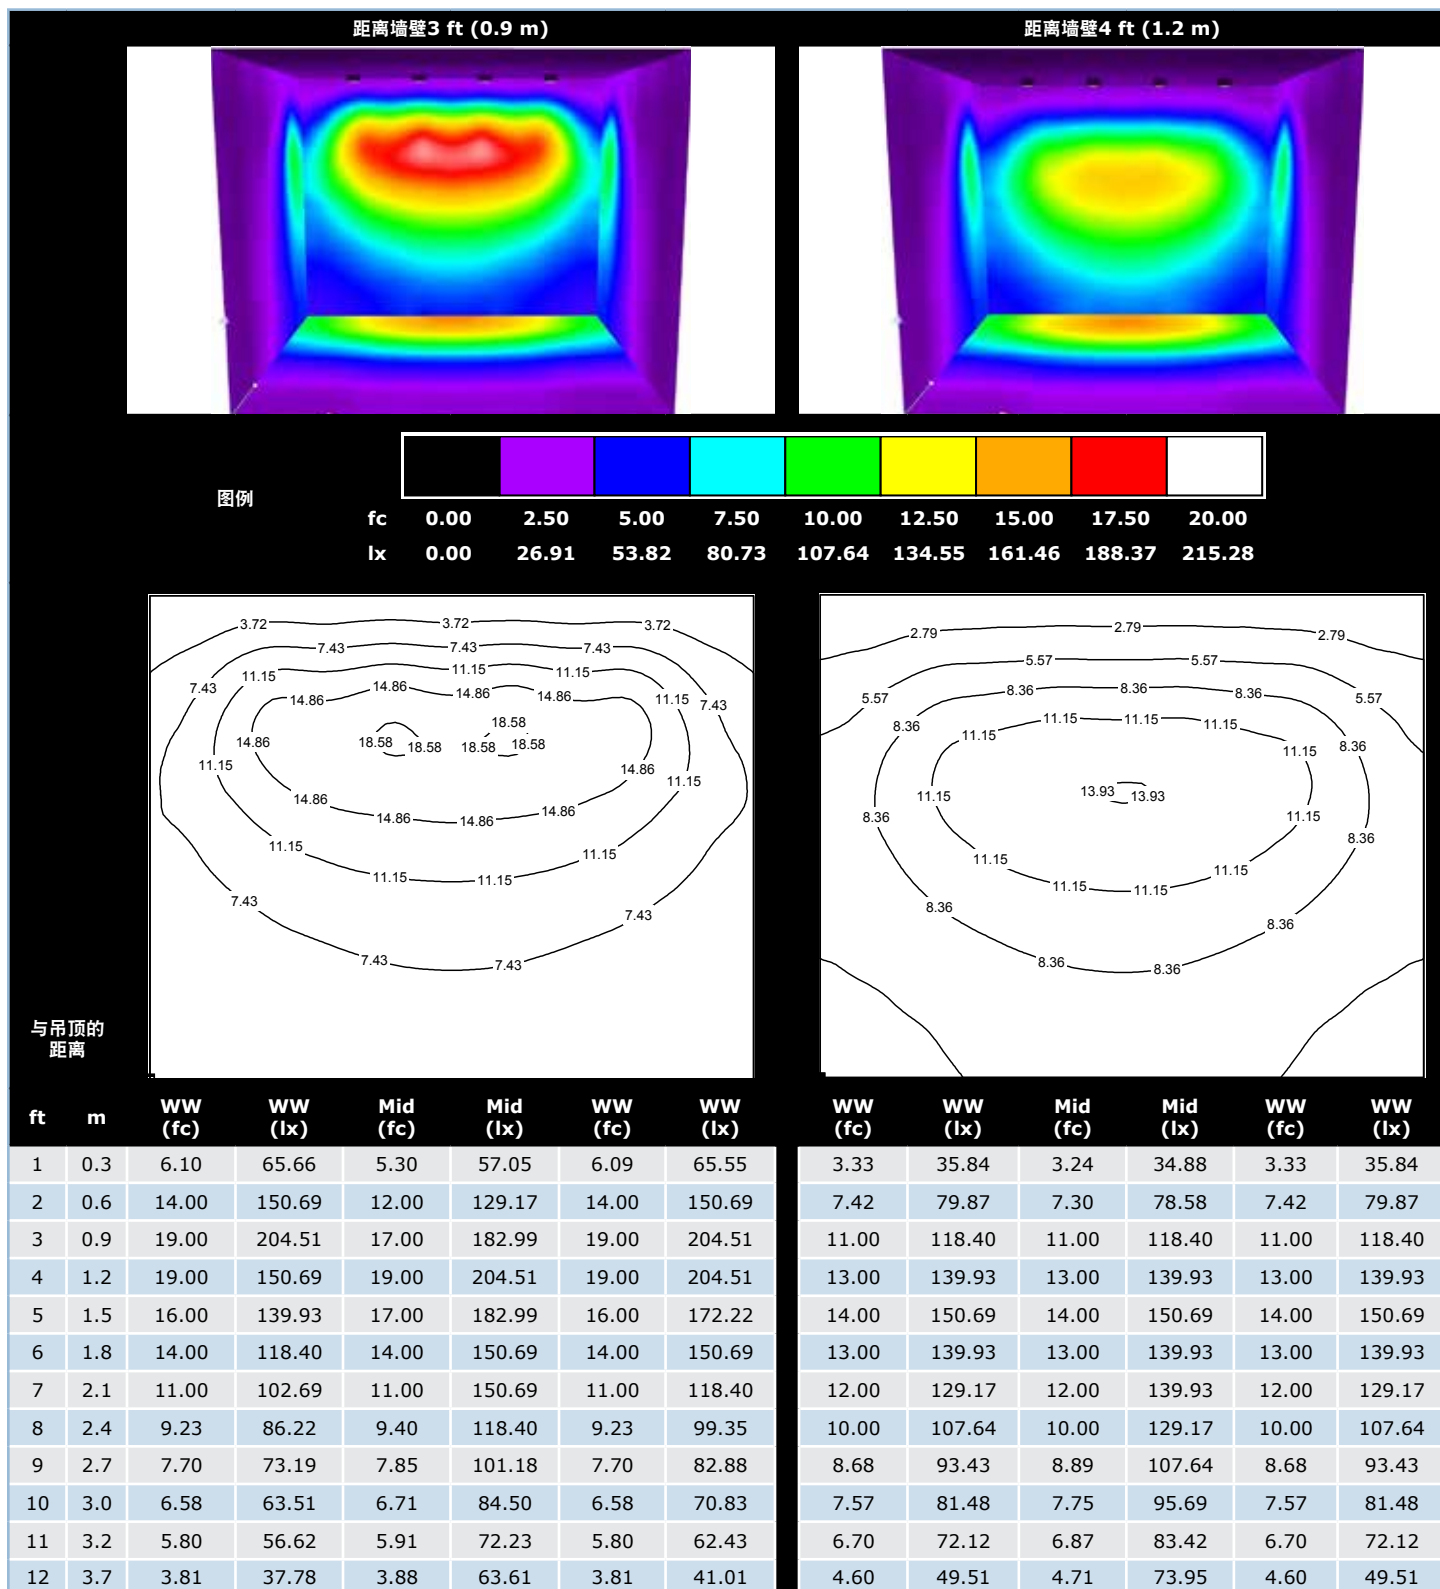 距离墙壁3 ft (0.9 m)
距离墙壁4 ft (1.2 m)
图例
fc 0.00 2.50 5.00 7.50 10.00 12.50 15.00 17.50 20.00
lx 0.00 26.91 53.82 80.73 107.64 134.55 161.46 188.37 215.28
3.72 3.72 3.72
7.43 7.43 7.43
11.15 11.15 11.15
7.43 14.86 14.86 14.86 14.86 11.15 7.43
18.58
14.86 18.58 18.58 18.58 18.58
11.15 14.86 11.15
14.86 14.86
14.86 14.86
11.15 11.15
11.15 11.15
7.43 7.43
7.43 7.43
2.79 2.79 2.79
5.57 5.57
5.57 8.36 8.36 8.36 5.57
8.36 11.15 11.15 11.15
11.15 11.15 8.36
11.15 13.93 13.93
8.36 11.15 8.36
11.15 11.15
11.15 11.15
8.36 8.36
8.36 8.36
与吊顶的
距离
ft m WW (fc) WW (lx) Mid (fc) Mid (lx) WW (fc) WW (lx) WW (fc) WW (lx) Mid (fc) Mid (lx) WW (fc) WW (lx)
1 0.3 6.10 65.66 5.30 57.05 6.09 65.55 3.33 35.84 3.24 34.88 3.33 35.84
2 0.6 14.00 150.69 12.00 129.17 14.00 150.69 7.42 79.87 7.30 78.58 7.42 79.87
3 0.9 19.00 204.51 17.00 182.99 19.00 204.51 11.00 118.40 11.00 118.40 11.00 118.40
4 1.2 19.00 150.69 19.00 204.51 19.00 204.51 13.00 139.93 13.00 139.93 13.00 139.93
5 1.5 16.00 139.93 17.00 182.99 16.00 172.22 14.00 150.69 14.00 150.69 14.00 150.69
6 1.8 14.00 118.40 14.00 150.69 14.00 150.69 13.00 139.93 13.00 139.93 13.00 139.93
7 2.1 11.00 102.69 11.00 150.69 11.00 118.40 12.00 129.17 12.00 139.93 12.00 129.17
8 2.4 9.23 86.22 9.40 118.40 9.23 99.35 10.00 107.64 10.00 129.17 10.00 107.64
9 2.7 7.70 73.19 7.85 101.18 7.70 82.88 8.68 93.43 8.89 107.64 8.68 93.43
10 3.0 6.58 63.51 6.71 84.50 6.58 70.83 7.57 81.48 7.75 95.69 7.57 81.48
11 3.2 5.80 56.62 5.91 72.23 5.80 62.43 6.70 72.12 6.87 83.42 6.70 72.12
12 3.7 3.81 37.78 3.88 63.61 3.81 41.01 4.60 49.51 4.71 73.95 4.60 49.51